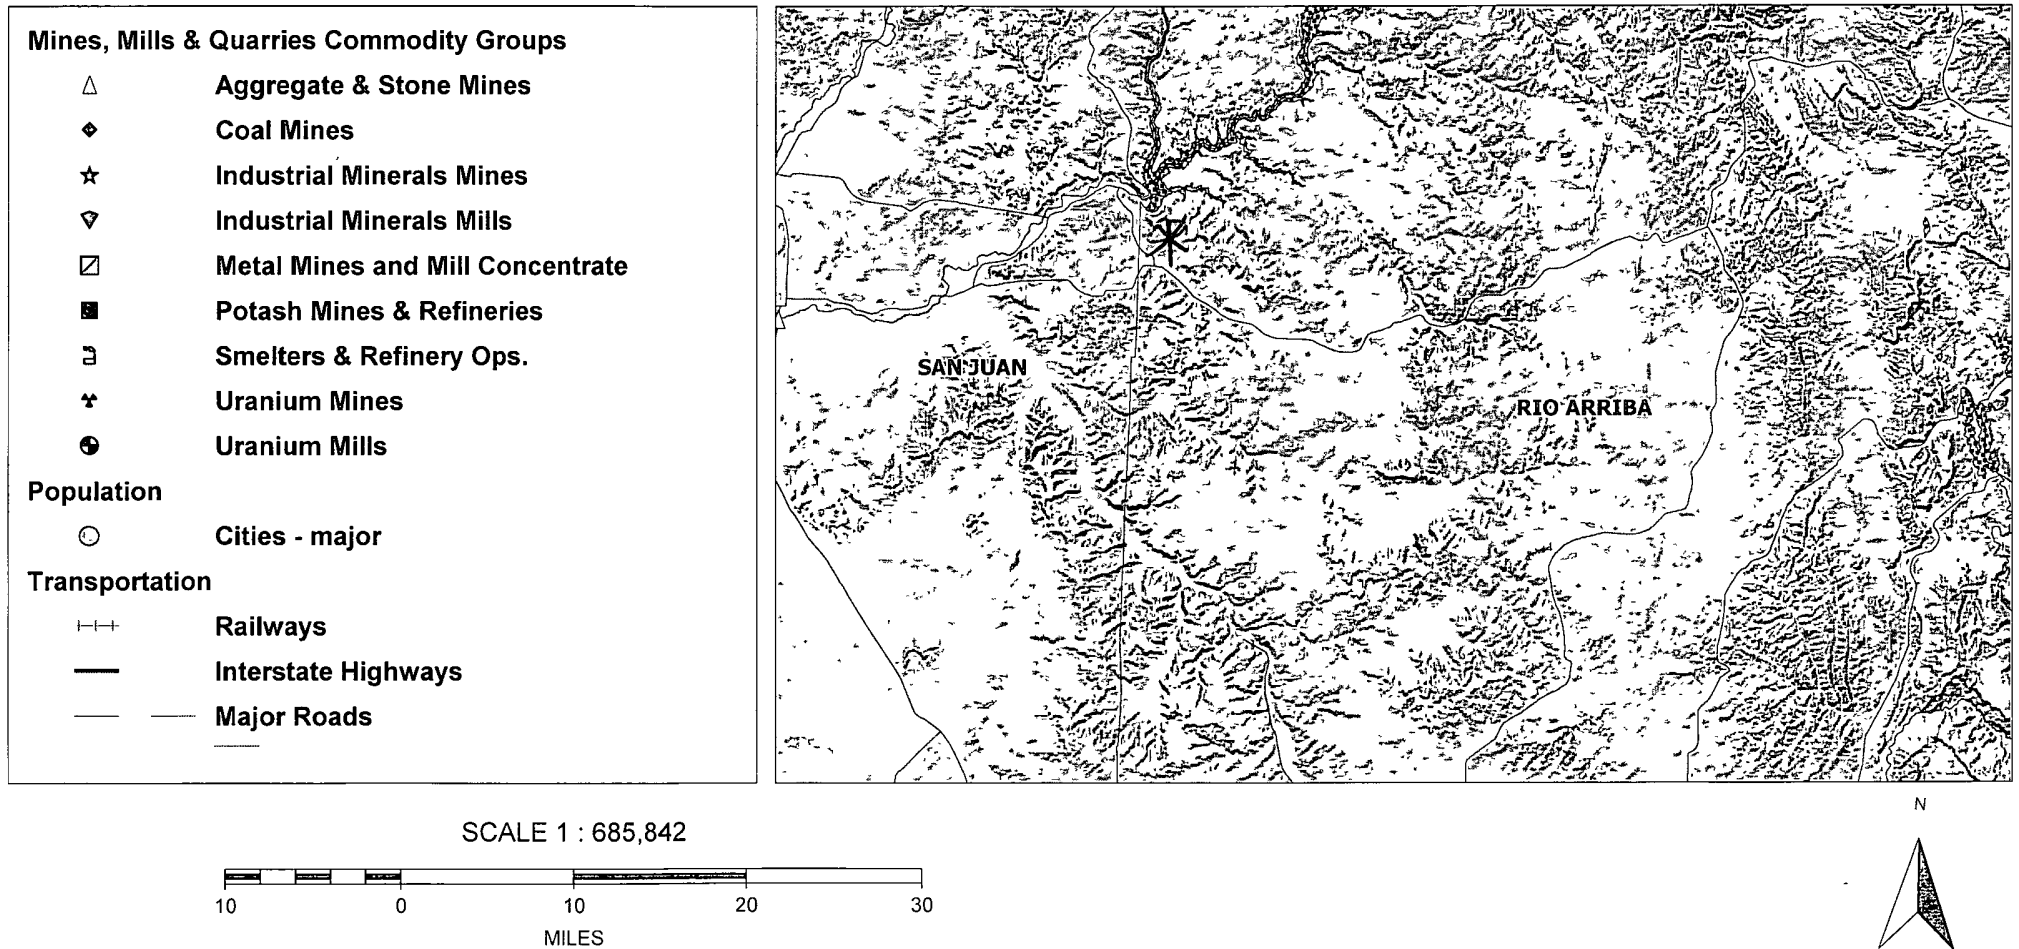 Mines, Mills & Quarries Commodity Groups
Aggregate & Stone Mines
Coal Mines
Industrial Minerals Mines
Industrial Minerals Mills
Metal Mines and Mill Concentrate
Potash Mines & Refineries
Smelters & Refinery Ops.
Uranium Mines
Uranium Mills
Population
Cities - major
Transportation
Railways
Interstate Highways
Major Roads
SAN JUAN
RIO ARRIBA
SCALE 1 : 685,842
10 0 10 20 30
MILES
N